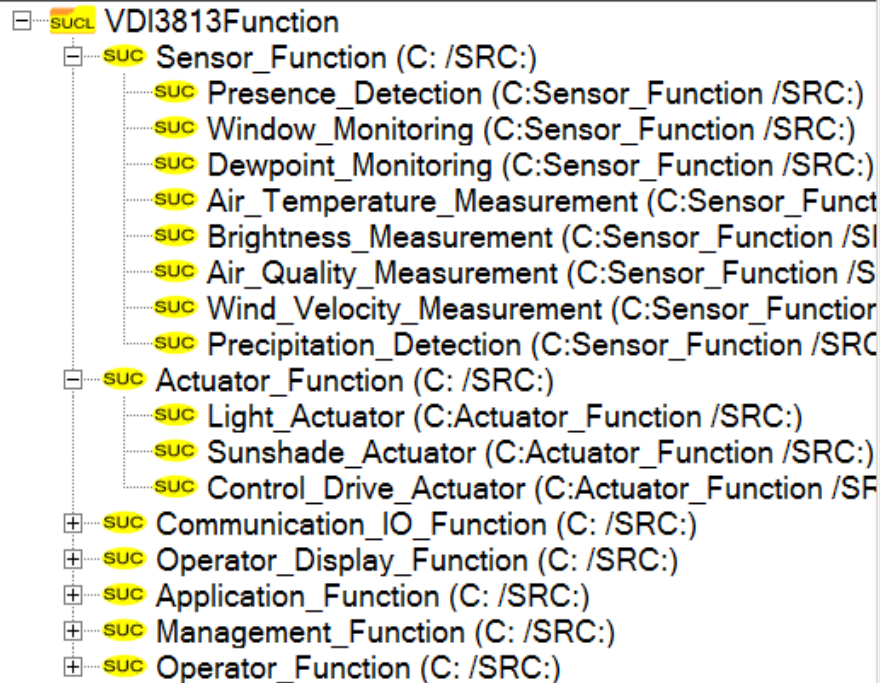 SUCL VDI3813Function
SUC Sensor_Function (C: /SRC:)
SUC Presence_Detection (C:Sensor_Function /SRC:)
SUC Window_Monitoring (C:Sensor_Function /SRC:)
SUC Dewpoint_Monitoring (C:Sensor_Function /SRC:)
SUC Air_Temperature_Measurement (C:Sensor_Funct
SUC Brightness_Measurement (C:Sensor_Function /S
SUC Air_Quality_Measurement (C:Sensor_Function /S
SUC Wind_Velocity_Measurement (C:Sensor_Function
SUC Precipitation_Detection (C:Sensor_Function /SRC
SUC Actuator_Function (C: /SRC:)
SUC Light_Actuator (C:Actuator_Function /SRC:)
SUC Sunshade_Actuator (C:Actuator_Function /SRC:)
SUC Control_Drive_Actuator (C:Actuator_Function /SR
SUC Communication_IO_Function (C: /SRC:)
SUC Operator_Display_Function (C: /SRC:)
SUC Application_Function (C: /SRC:)
SUC Management_Function (C: /SRC:)
SUC Operator_Function (C: /SRC:)